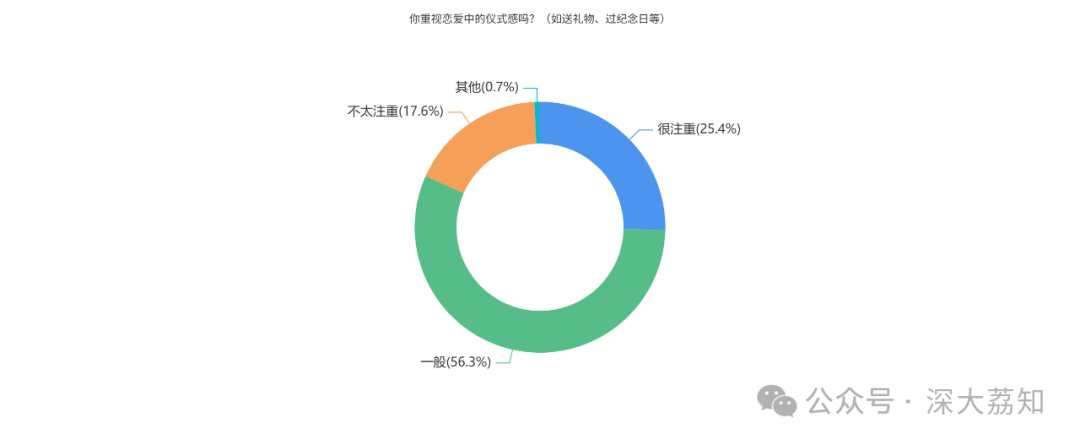 你重视恋爱中的仪式感吗？（如送礼物、过纪念日等）
其他(0.7%)
不太注重(17.6%)
很注重(25.4%)
一般(56.3%)
公众号 · 深大荔知